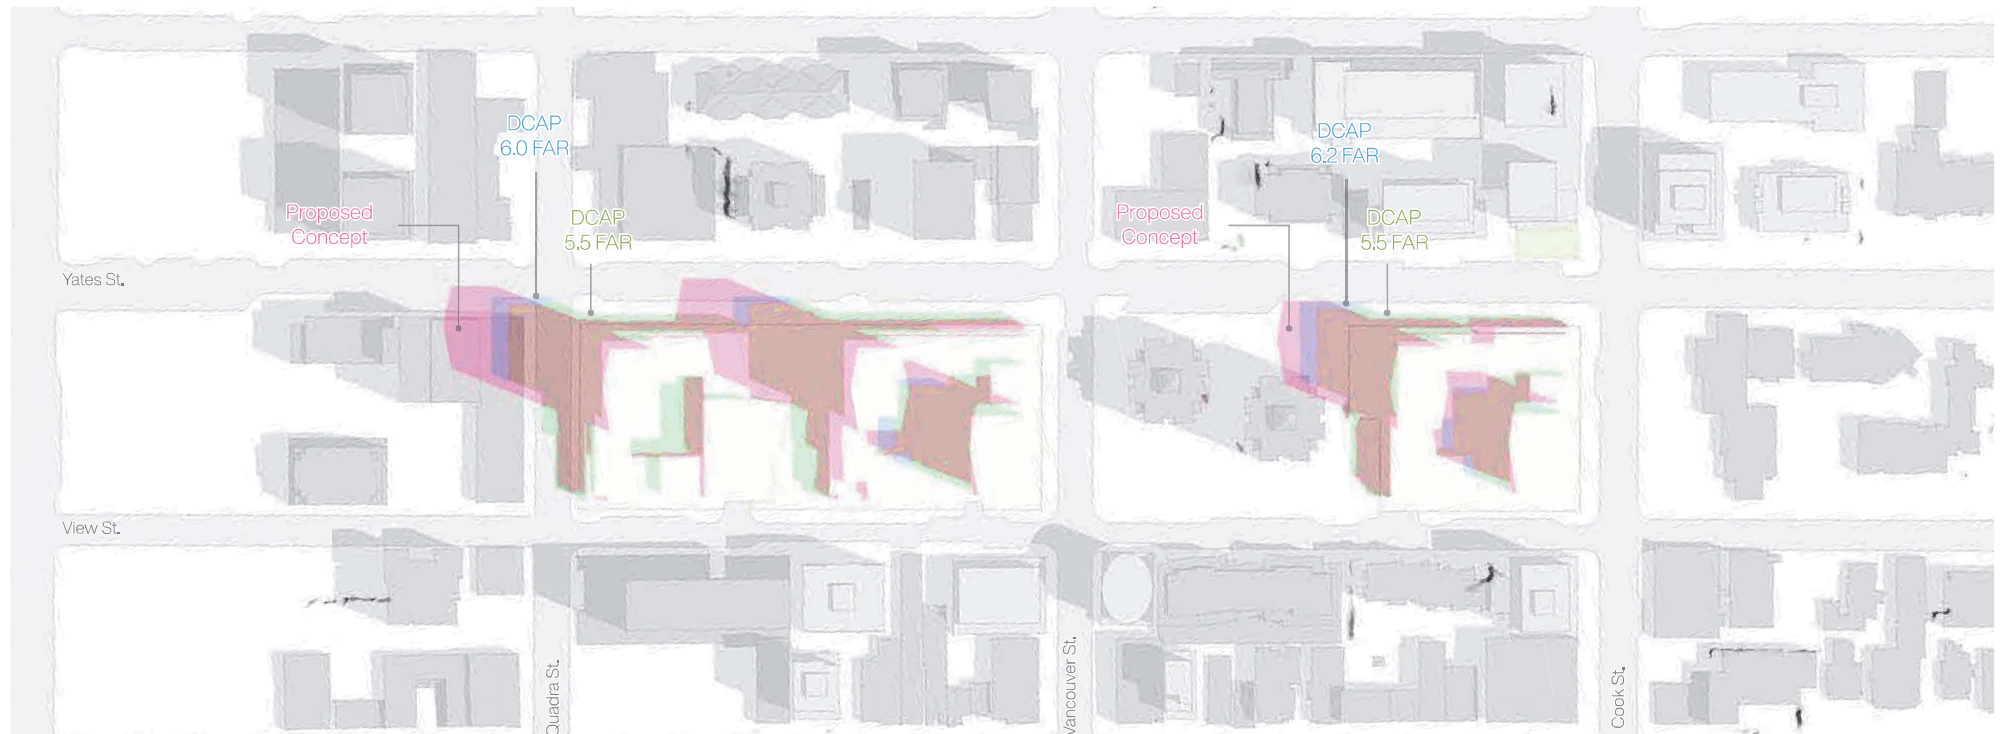 DCAP
6.0 FAR
DCAP
6.2 FAR
Proposed
Concept
DCAP
5.5 FAR
Proposed
Concept
DCAP
5.5 FAR
Yates St.
View St.
Quadra St.
Vancouver St.
Cook St.